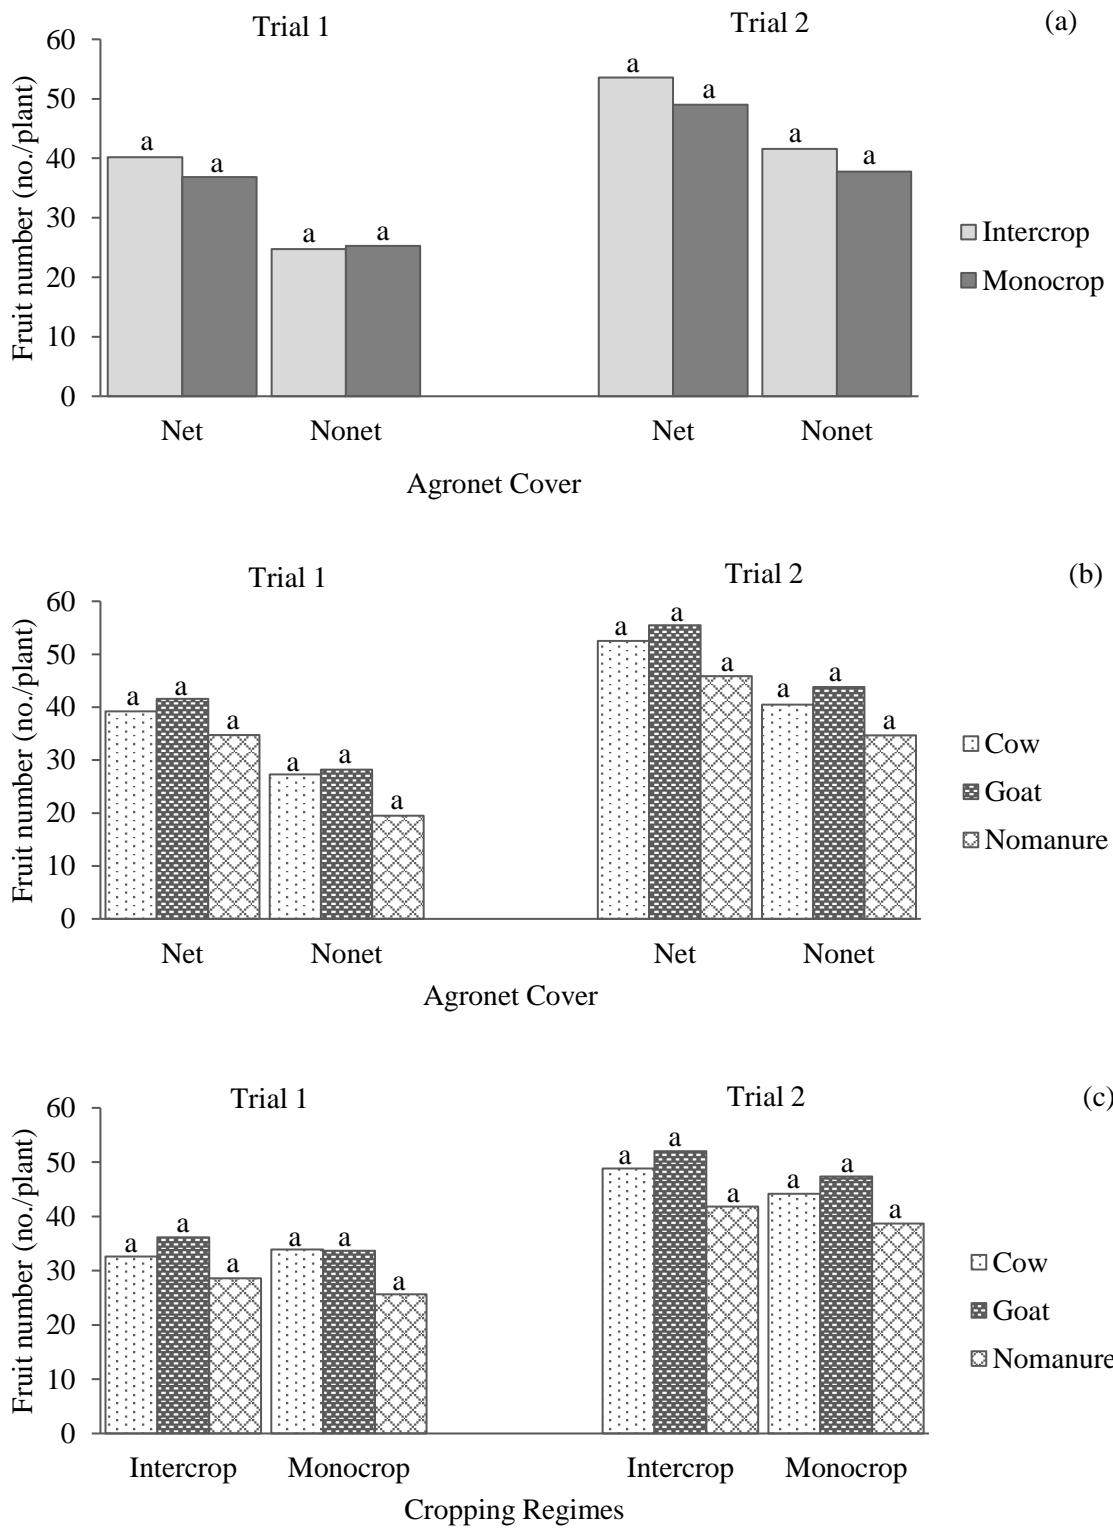 Trial 1
Trial 2
(a)
Fruit number (no./plant)
60
50
40
30
20
10
0
a
a
a
a
a
a
a
a
Intercrop
Monocrop
Net
Nonet
Net
Nonet
Agronet Cover
Trial 1
Trial 2
(b)
Fruit number (no./plant)
60
50
40
30
20
10
0
a
a
a
a
a
a
a
a
a
a
a
a
Cow
Goat
Nomanure
Net
Nonet
Net
Nonet
Agronet Cover
Trial 1
Trial 2
(c)
Fruit number (no./plant)
60
50
40
30
20
10
0
a
a
a
a
a
a
a
a
a
a
a
a
Cow
Goat
Nomanure
Intercrop
Monocrop
Intercrop
Monocrop
Cropping Regimes